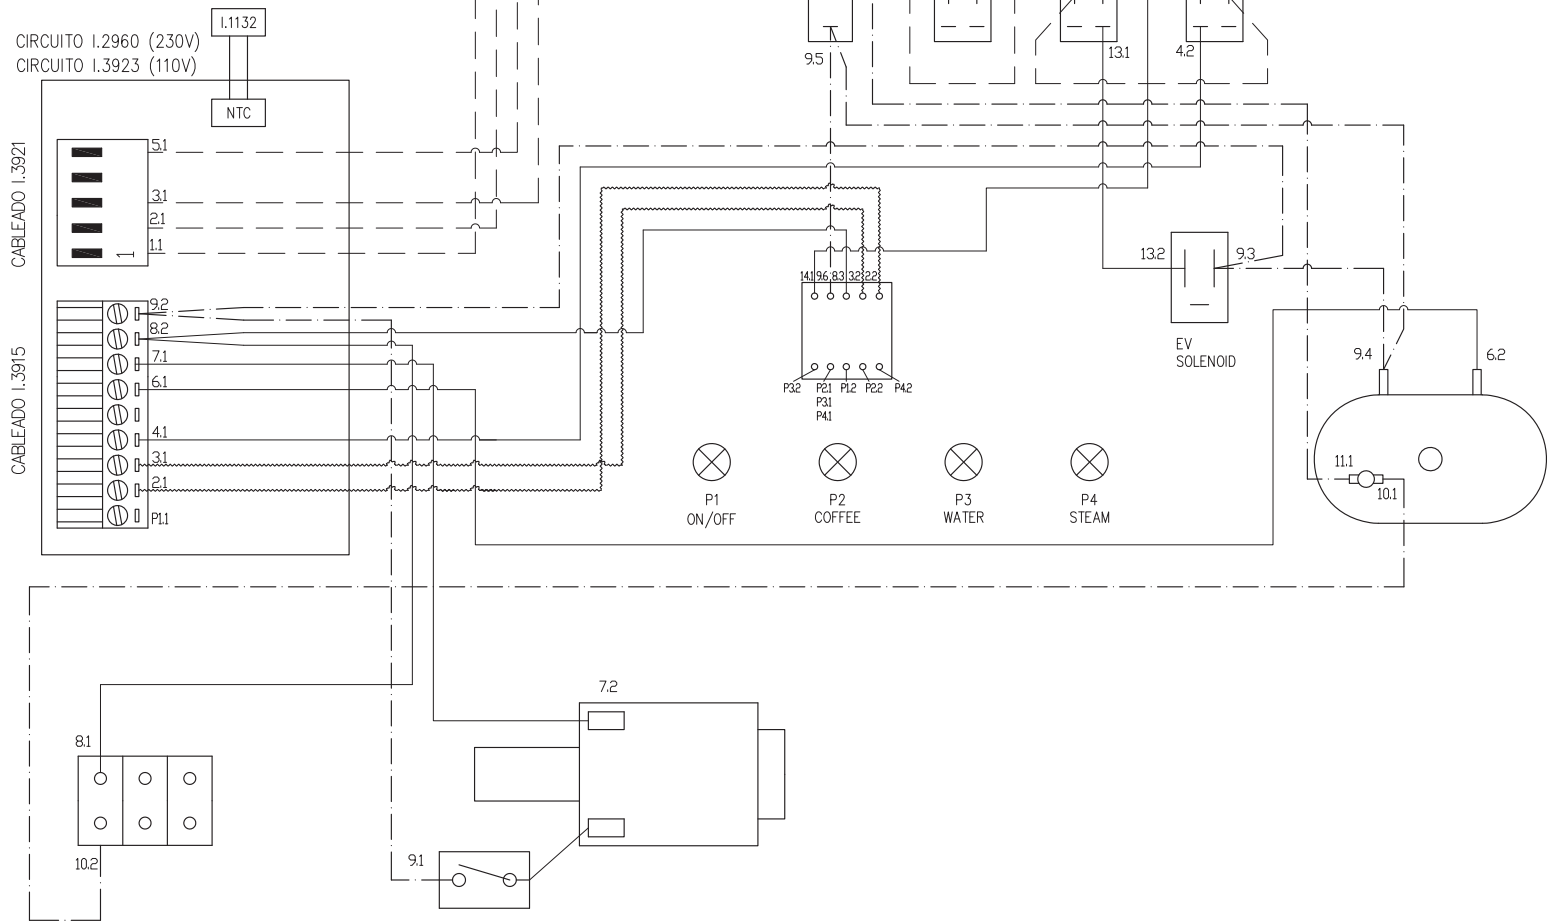 I.1132
CIRCUITO I.2960 (230V)
CIRCUITO I.3923 (110V)
NTC
9.5
13.1
4.2
CABLEADO I.3921
5.1
3.1
2.1
1.1
1
13.2
9.3
14.1 9.6 8.3 3.2 2.2
CABLEADO I.3915
9.2
8.2
7.1
6.1
4.1
3.1
2.1
P1.1
EV
SOLENOID
9.4
6.2
P3.2 P2.1 P1.2 P2.2 P4.2
P3.1
P4.1
11.1
10.1
P1
ON/OFF
P2
COFFEE
P3
WATER
P4
STEAM
7.2
8.1
10.2
9.1